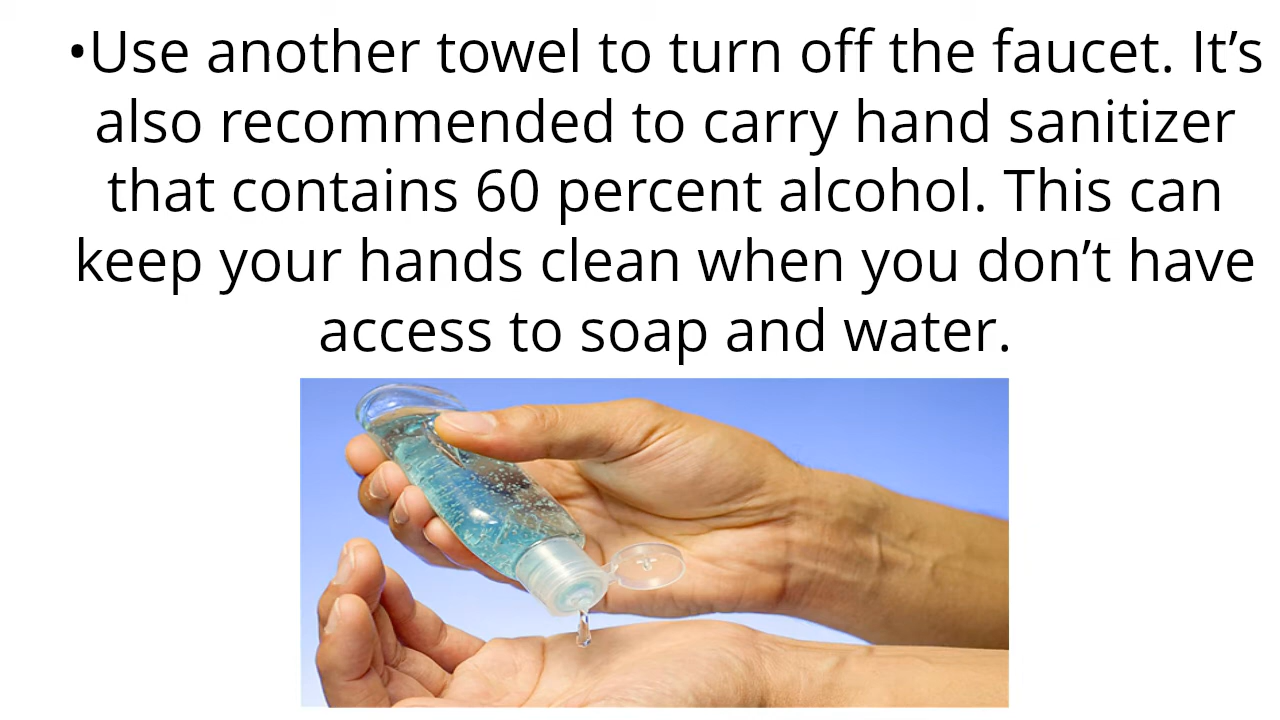 •Use another towel to turn off the faucet. It’s
also recommended to carry hand sanitizer
that contains 60 percent alcohol. This can
keep your hands clean when you don’t have
access to soap and water.